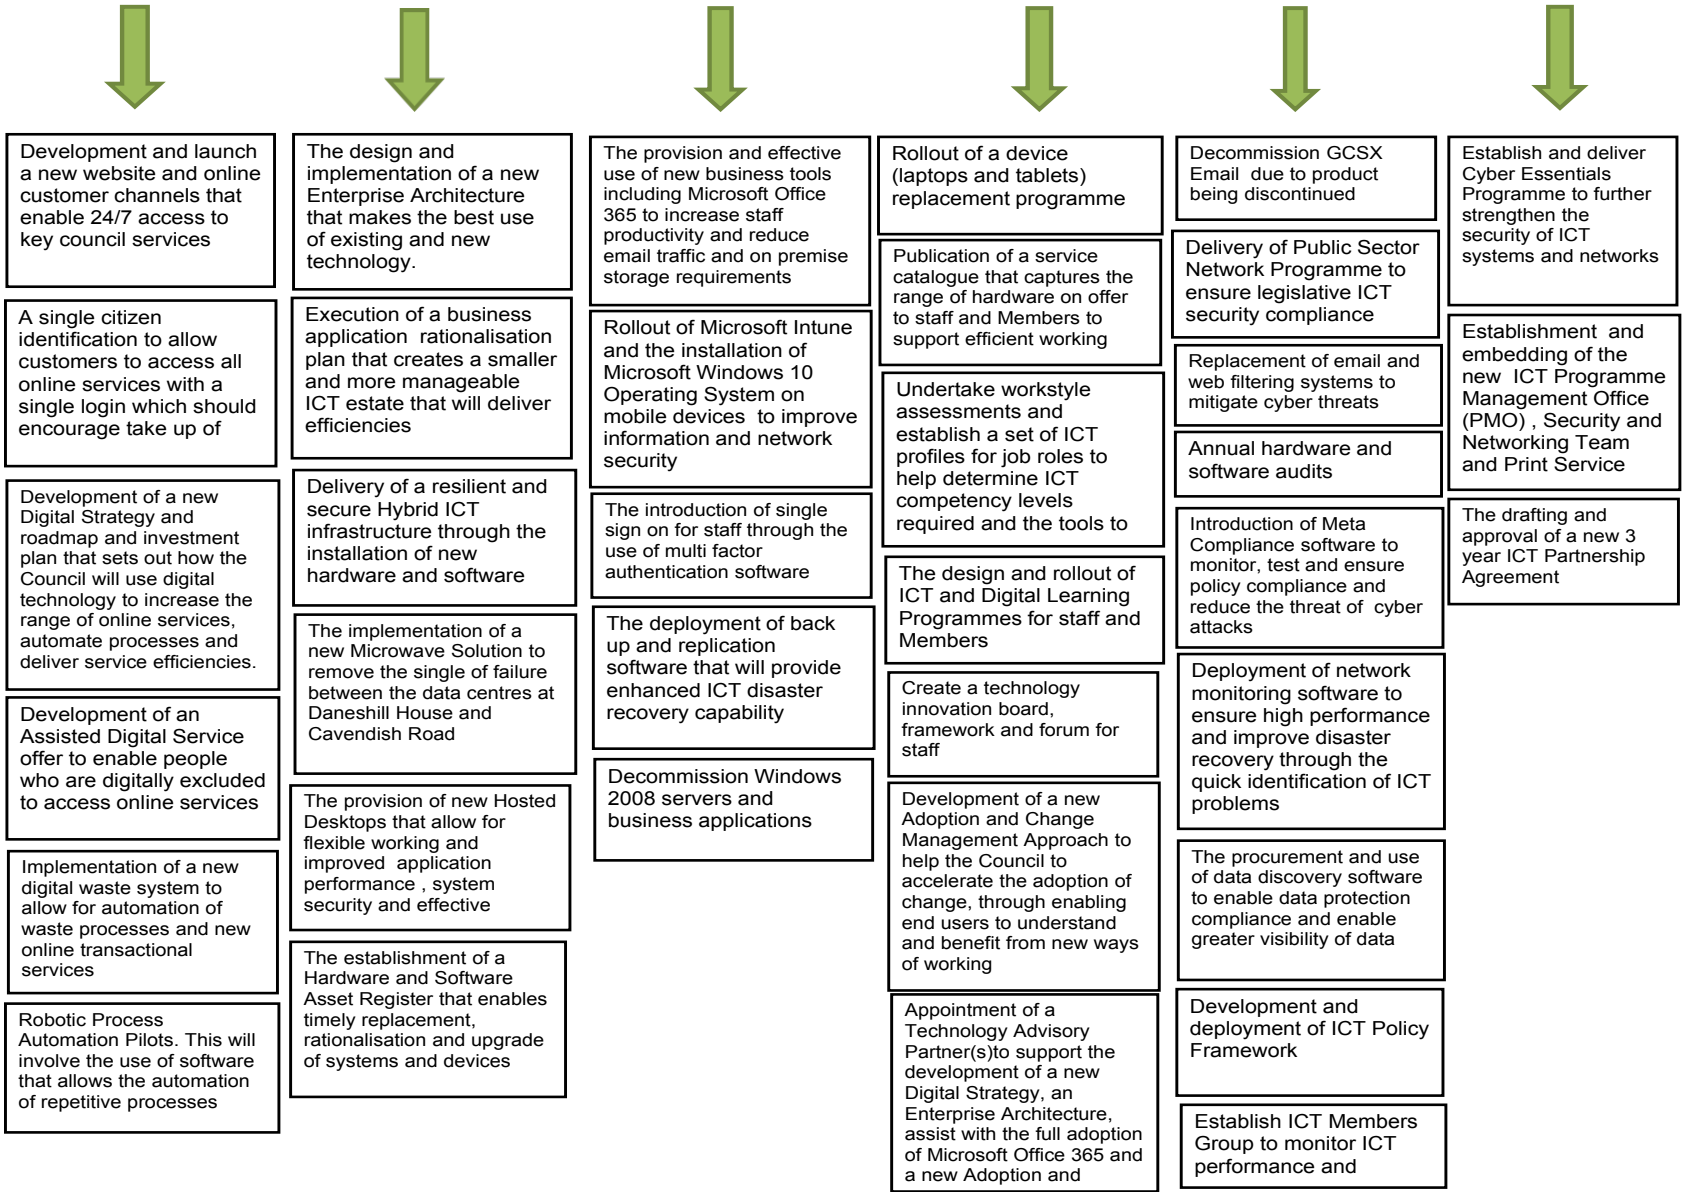 Development and launch
a new website and online
customer channels that
enable 24/7 access to
key council services
A single citizen
identification to allow
customers to access all
online services with a
single login which should
encourage take up of
Development of a new
Digital Strategy and
roadmap and investment
plan that sets out how the
Council will use digital
technology to increase the
range of online services,
automate processes and
deliver service efficiencies.
Development of an
Assisted Digital Service
offer to enable people
who are digitally excluded
to access online services
Implementation of a new
digital waste system to
allow for automation of
waste processes and new
online transactional
services
Robotic Process
Automation Pilots. This will
involve the use of software
that allows the automation
of repetitive processes
The design and
implementation of a new
Enterprise Architecture
that makes the best use
of existing and new
technology.
Execution of a business
application rationalisation
plan that creates a smaller
and more manageable
ICT estate that will deliver
efficiencies
Delivery of a resilient and
secure Hybrid ICT
infrastructure through the
installation of new
hardware and software
The implementation of a
new Microwave Solution to
remove the single of failure
between the data centres at
Daneshill House and
Cavendish Road
The provision of new Hosted
Desktops that allow for
flexible working and
improved application
performance , system
security and effective
The establishment of a
Hardware and Software
Asset Register that enables
timely replacement,
rationalisation and upgrade
of systems and devices
The provision and effective
use of new business tools
including Microsoft Office
365 to increase staff
productivity and reduce
email traffic and on premise
storage requirements
Rollout of Microsoft Intune
and the installation of
Microsoft Windows 10
Operating System on
mobile devices to improve
information and network
security
The introduction of single
sign on for staff through the
use of multi factor
authentication software
The deployment of back
up and replication
software that will provide
enhanced ICT disaster
recovery capability
Decommission Windows
2008 servers and
business applications
Rollout of a device
(laptops and tablets)
replacement programme
Publication of a service
catalogue that captures the
range of hardware on offer
to staff and Members to
support efficient working
Undertake workstyle
assessments and
establish a set of ICT
profiles for job roles to
help determine ICT
competency levels
required and the tools to
The design and rollout of
ICT and Digital Learning
Programmes for staff and
Members
Create a technology
innovation board,
framework and forum for
staff
Development of a new
Adoption and Change
Management Approach to
help the Council to
accelerate the adoption of
change, through enabling
end users to understand
and benefit from new ways
of working
Appointment of a
Technology Advisory
Partner(s)to support the
development of a new
Digital Strategy, an
Enterprise Architecture,
assist with the full adoption
of Microsoft Office 365 and
a new Adoption and
Decommission GCSX
Email due to product
being discontinued
Delivery of Public Sector
Network Programme to
ensure legislative ICT
security compliance
Replacement of email and
web filtering systems to
mitigate cyber threats
Annual hardware and
software audits
Introduction of Meta
Compliance software to
monitor, test and ensure
policy compliance and
reduce the threat of cyber
attacks
Deployment of network
monitoring software to
ensure high performance
and improve disaster
recovery through the
quick identification of ICT
problems
The procurement and use
of data discovery software
to enable data protection
compliance and enable
greater visibility of data
Development and
deployment of ICT Policy
Framework
Establish ICT Members
Group to monitor ICT
performance and
Establish and deliver
Cyber Essentials
Programme to further
strengthen the
security of ICT
systems and networks
Establishment and
embedding of the
new ICT Programme
Management Office
(PMO) , Security and
Networking Team
and Print Service
The drafting and
approval of a new 3
year ICT Partnership
Agreement